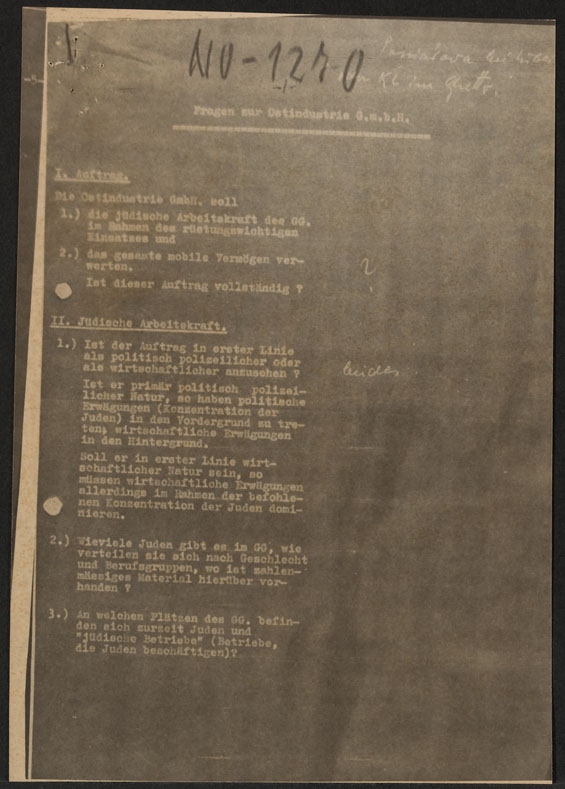 NO-1270
im Ghetto
Fragen zur Ostindustrie G.m.b.H.
I. Auftrag.
Die Ostindustrie GmbH. soll
1.) die jüdische Arbeitskraft des GG.
im Rahmen des rüstungswichtigen
Einsatzes und
2.) das gesamte mobile Vermögen ver-
werten.
?
Ist dieser Auftrag vollständig ?
II. Jüdische Arbeitskraft.
1.) Ist der Auftrag in erster Linie
als politisch polizeilicher oder
als wirtschaftlicher anzusehen ?
beides
Ist er primär politisch polizei-
licher Natur, so haben politische
Erwägungen (Konzentration der
Juden) in den Vordergrund zu tre-
ten, wirtschaftliche Erwägungen
in den Hintergrund.
Soll er in erster Linie wirt-
schaftlicher Natur sein, so
müssen wirtschaftliche Erwägungen
allerdings im Rahmen der befohle-
nen Konzentration der Juden domi-
nieren.
2.) Wieviele Juden gibt es im GG, wie
verteilen sie sich nach Geschlecht
und Berufsgruppen, wo ist zahlen-
mässiges Material hierüber vor-
handen ?
3.) An welchen Plätzen des GG. befin-
den sich zurzeit Juden und
"jüdische Betriebe" (Betriebe,
die Juden beschäftigen)?